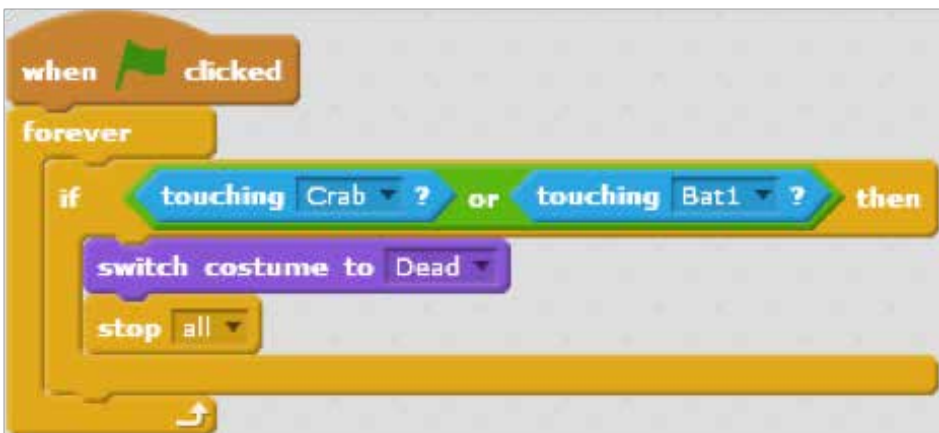 when clicked
forever
if touching Crab ? or touching Bat1 ? then
switch costume to Dead
stop all